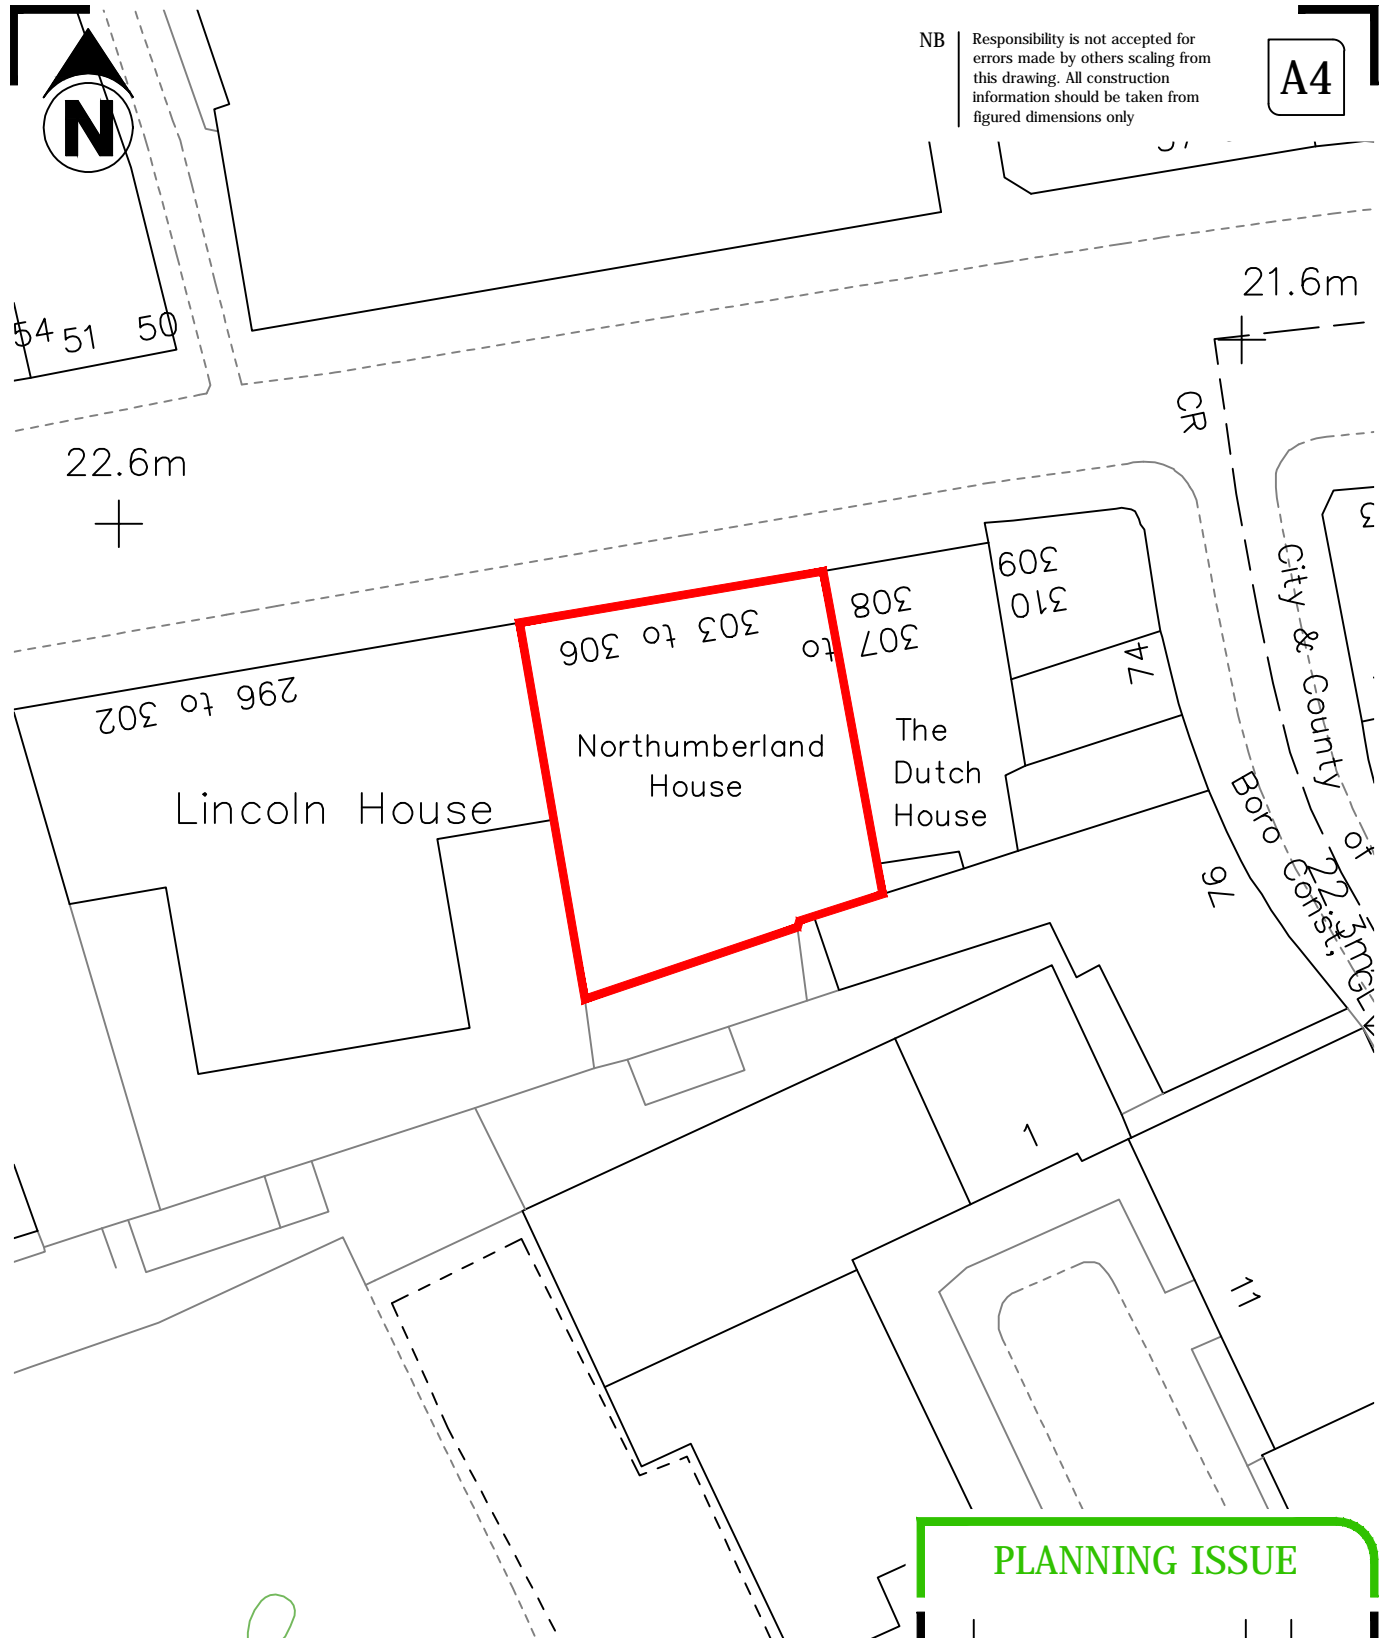 N
NB
Responsibility is not accepted for
errors made by others scaling from
this drawing. All construction
information should be taken from
figured dimensions only
A4
21.6m
54
51
50
CR
22.6m
309
310
308
307 to
303 to 306
296 to 302
74
City & County of
Northumberland
House
The
Dutch
House
Lincoln House
Boro Const,
22.3m
76
1
11
PLANNING ISSUE